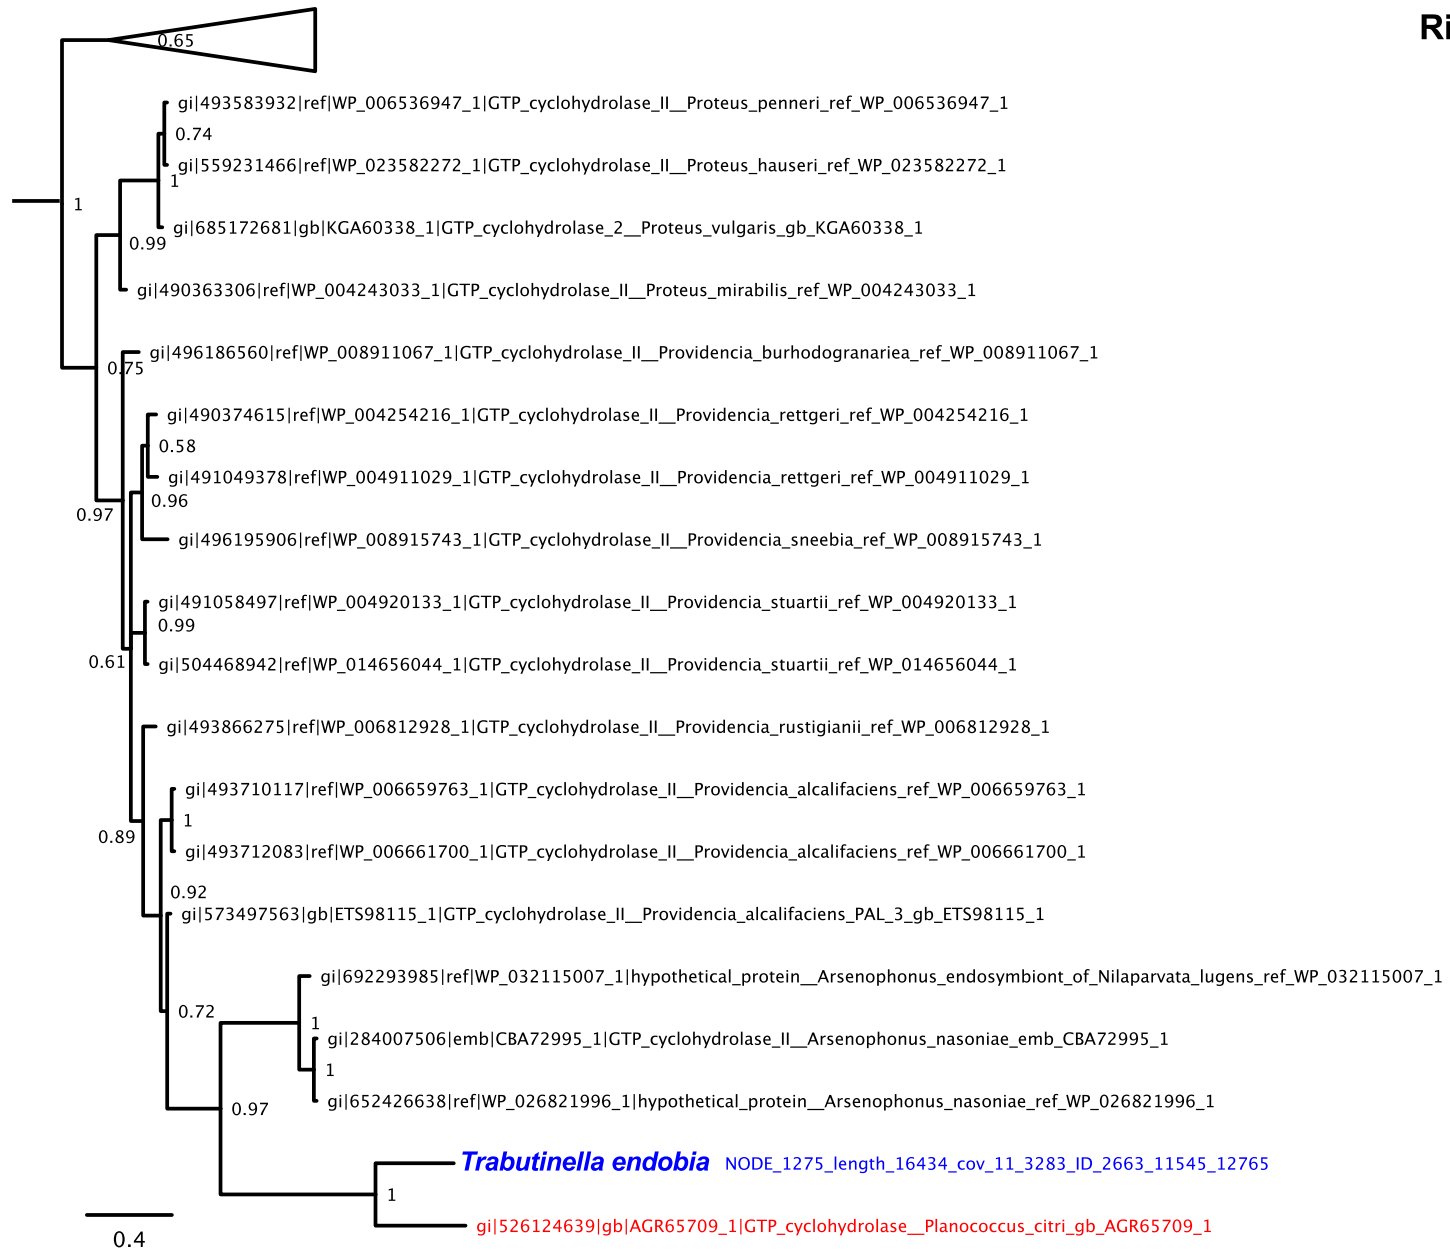 Ri
0.65
gi|493583932|ref|WP_006536947_1|GTP_cyclohydrolase_II__Proteus_penneri_ref_WP_006536947_1
0.74
gi|559231466|ref|WP_023582272_1|GTP_cyclohydrolase_II__Proteus_hauseri_ref_WP_023582272_1
1
1
gi|685172681|gb|KGA60338_1|GTP_cyclohydrolase_2__Proteus_vulgaris_gb_KGA60338_1
0.99
gi|490363306|ref|WP_004243033_1|GTP_cyclohydrolase_II__Proteus_mirabilis_ref_WP_004243033_1
gi|496186560|ref|WP_008911067_1|GTP_cyclohydrolase_II__Providencia_burhodogranariea_ref_WP_008911067_1
0.75
gi|490374615|ref|WP_004254216_1|GTP_cyclohydrolase_II__Providencia_rettgeri_ref_WP_004254216_1
0.58
gi|491049378|ref|WP_004911029_1|GTP_cyclohydrolase_II__Providencia_rettgeri_ref_WP_004911029_1
0.96
0.97
gi|496195906|ref|WP_008915743_1|GTP_cyclohydrolase_II__Providencia_sneebia_ref_WP_008915743_1
gi|491058497|ref|WP_004920133_1|GTP_cyclohydrolase_II__Providencia_stuartii_ref_WP_004920133_1
0.99
0.61
gi|504468942|ref|WP_014656044_1|GTP_cyclohydrolase_II__Providencia_stuartii_ref_WP_014656044_1
gi|493866275|ref|WP_006812928_1|GTP_cyclohydrolase_II__Providencia_rustigianii_ref_WP_006812928_1
gi|493710117|ref|WP_006659763_1|GTP_cyclohydrolase_II__Providencia_alcalifaciens_ref_WP_006659763_1
1
0.89
gi|493712083|ref|WP_006661700_1|GTP_cyclohydrolase_II__Providencia_alcalifaciens_ref_WP_006661700_1
0.92
gi|573497563|gb|ETS98115_1|GTP_cyclohydrolase_II__Providencia_alcalifaciens_PAL_3_gb_ETS98115_1
gi|692293985|ref|WP_032115007_1|hypothetical_protein__Arsenophonus_endosymbiont_of_Nilaparvata_lugens_ref_WP_032115007_1
0.72
1
gi|284007506|emb|CBA72995_1|GTP_cyclohydrolase_II__Arsenophonus_nasoniae_emb_CBA72995_1
1
gi|652426638|ref|WP_026821996_1|hypothetical_protein__Arsenophonus_nasoniae_ref_WP_026821996_1
0.97
Trabutinella endobia NODE_1275_length_16434_cov_11_3283_ID_2663_11545_12765
1
gi|526124639|gb|AGR65709_1|GTP_cyclohydrolase__Planococcus_citri_gb_AGR65709_1
0.4